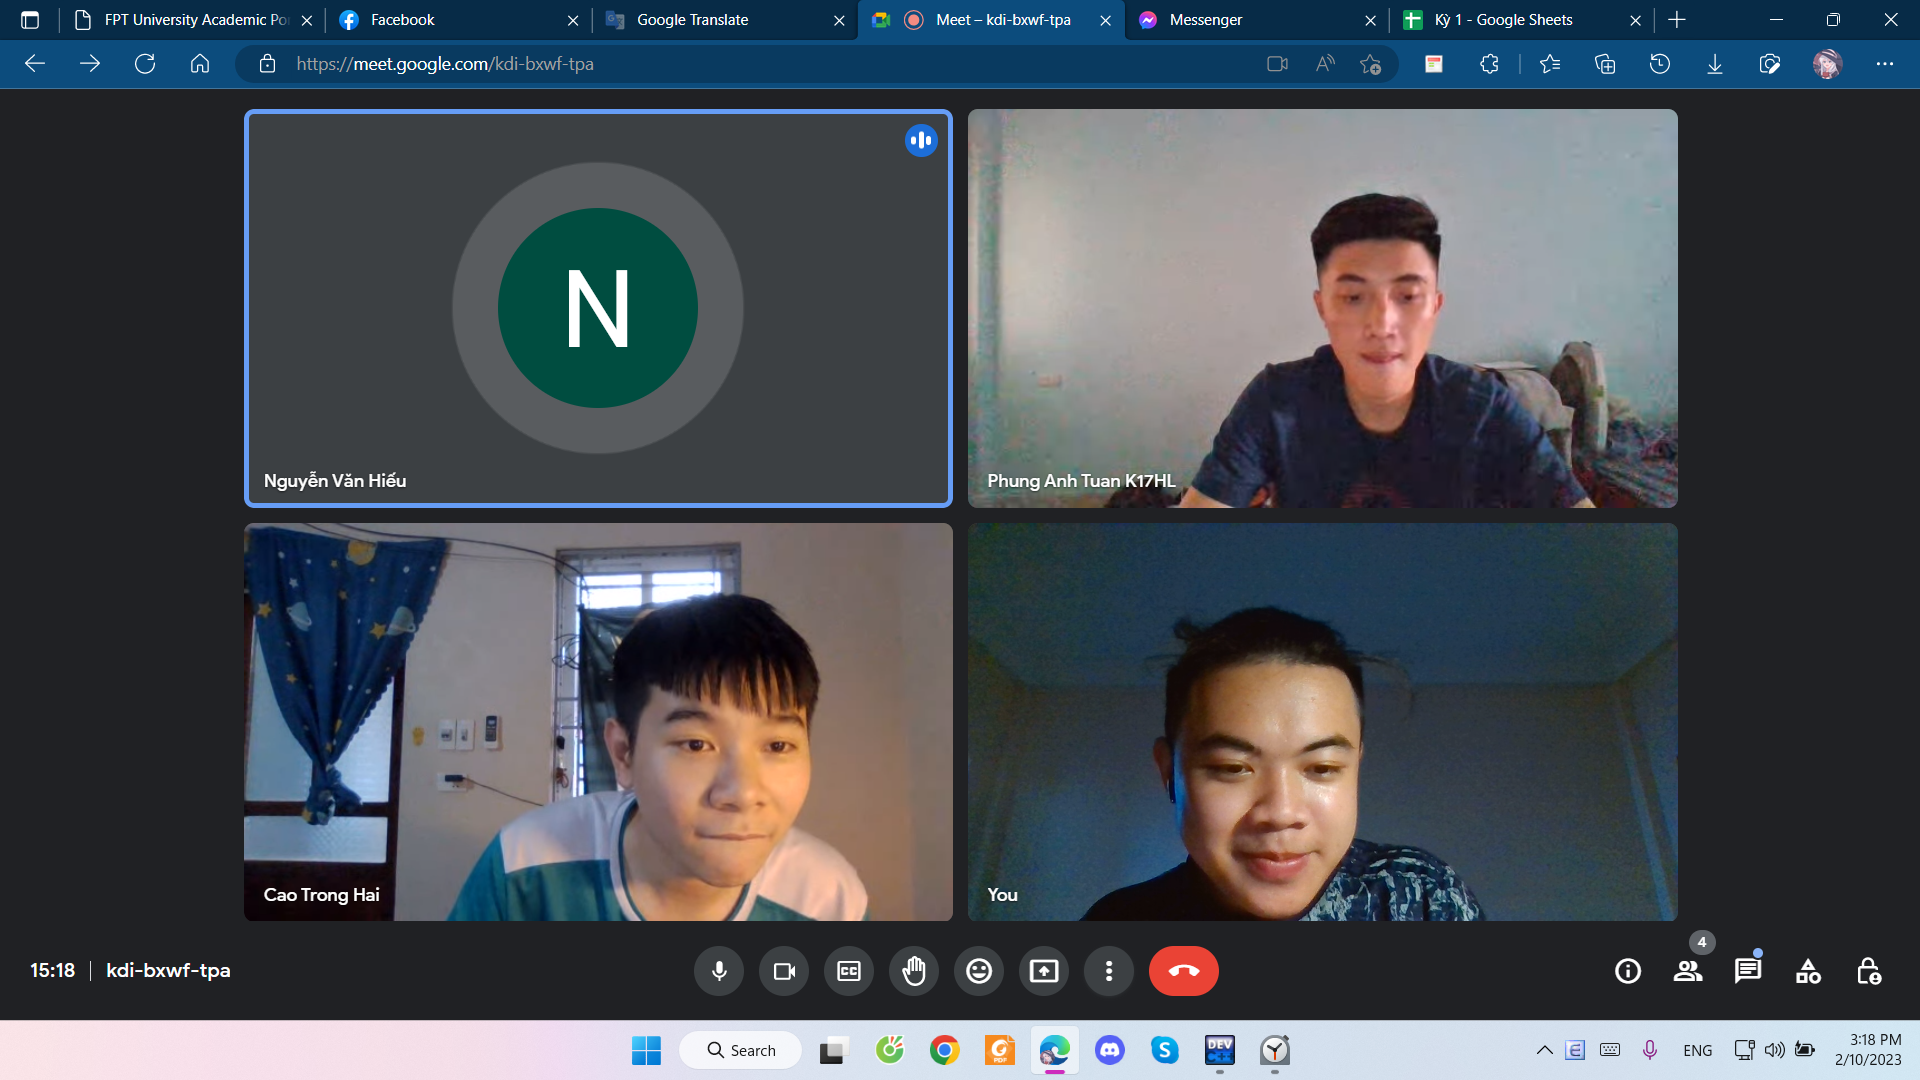 FPT University Academic Po
Facebook
Google Translate
Meet – kdi-bxwf-tpa
Messenger
Kỳ 1 - Google Sheets
https://meet.google.com/kdi-bxwf-tpa
N
Nguyễn Văn Hiếu
Phung Anh Tuan K17HL
Cao Trong Hai
You
15:18
kdi-bxwf-tpa
CC
4
Search
PDF
DEV
C++
ENG
3:18 PM
2/10/2023